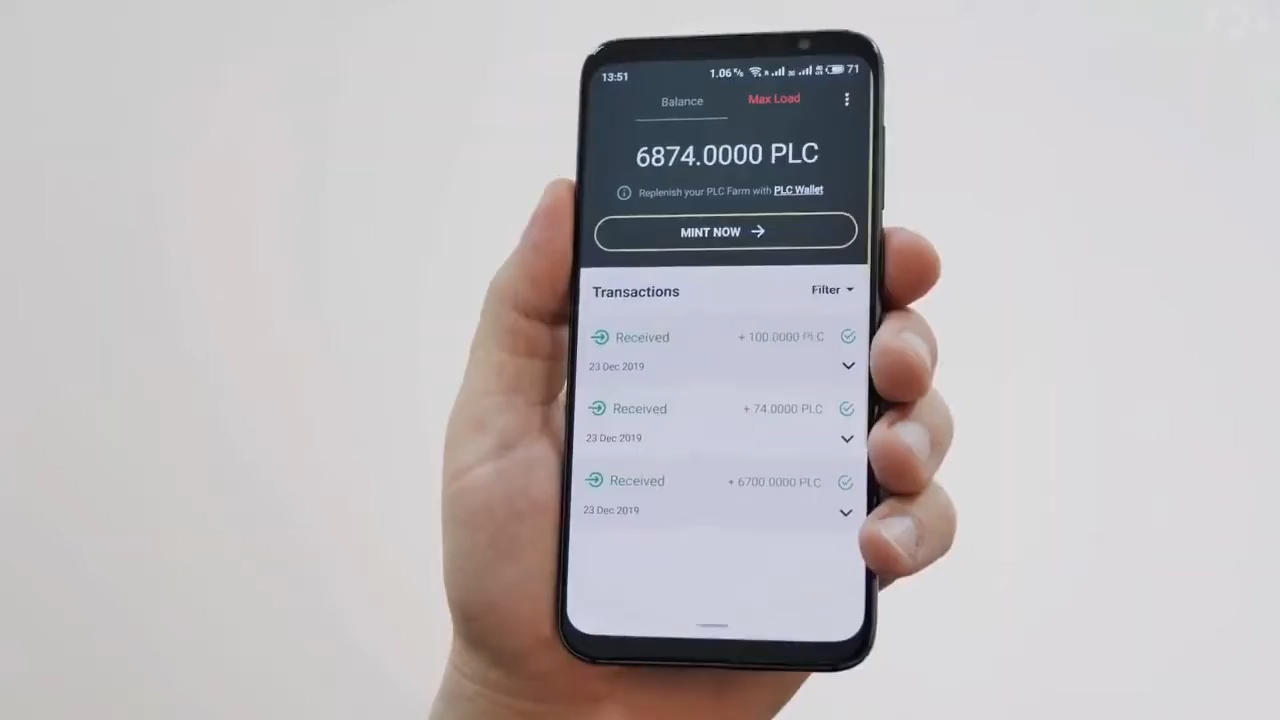 13:51 1.06 K/s 71
Balance Max Load
6874.0000 PLC
Replenish your PLC Farm with PLC Wallet
MINT NOW
Transactions Filter
Received + 100.0000 PLC
23 Dec 2019
Received + 74.0000 PLC
23 Dec 2019
Received + 6700.0000 PLC
23 Dec 2019